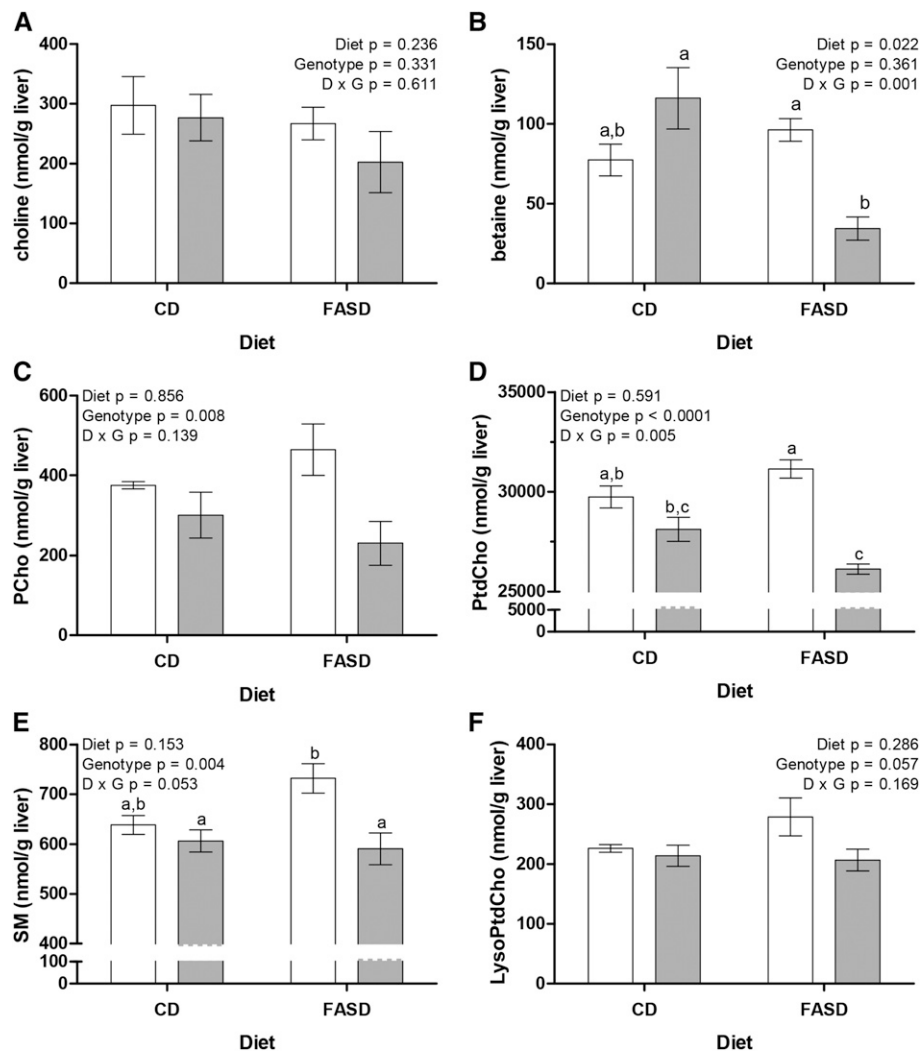 A
choline (nmol/g liver)
400
300
200
100
0
Diet p = 0.236
Genotype p = 0.331
D x G p = 0.611
CD
FASD
Diet
B
betaine (nmol/g liver)
150
100
50
0
Diet p = 0.022
Genotype p = 0.361
D x G p = 0.001
a,b
a
a
b
CD
FASD
Diet
C
PCho (nmol/g liver)
600
400
200
0
Diet p = 0.856
Genotype p = 0.008
D x G p = 0.139
CD
FASD
Diet
D
PtdCho (nmol/g liver)
35000
30000
25000
5000
0
Diet p = 0.591
Genotype p < 0.0001
D x G p = 0.005
a,b
b,c
a
c
CD
FASD
Diet
E
SM (nmol/g liver)
800
700
600
500
400
100
0
Diet p = 0.153
Genotype p = 0.004
D x G p = 0.053
a,b
a
b
a
CD
FASD
Diet
F
LysoPtdCho (nmol/g liver)
400
300
200
100
0
Diet p = 0.286
Genotype p = 0.057
D x G p = 0.169
CD
FASD
Diet